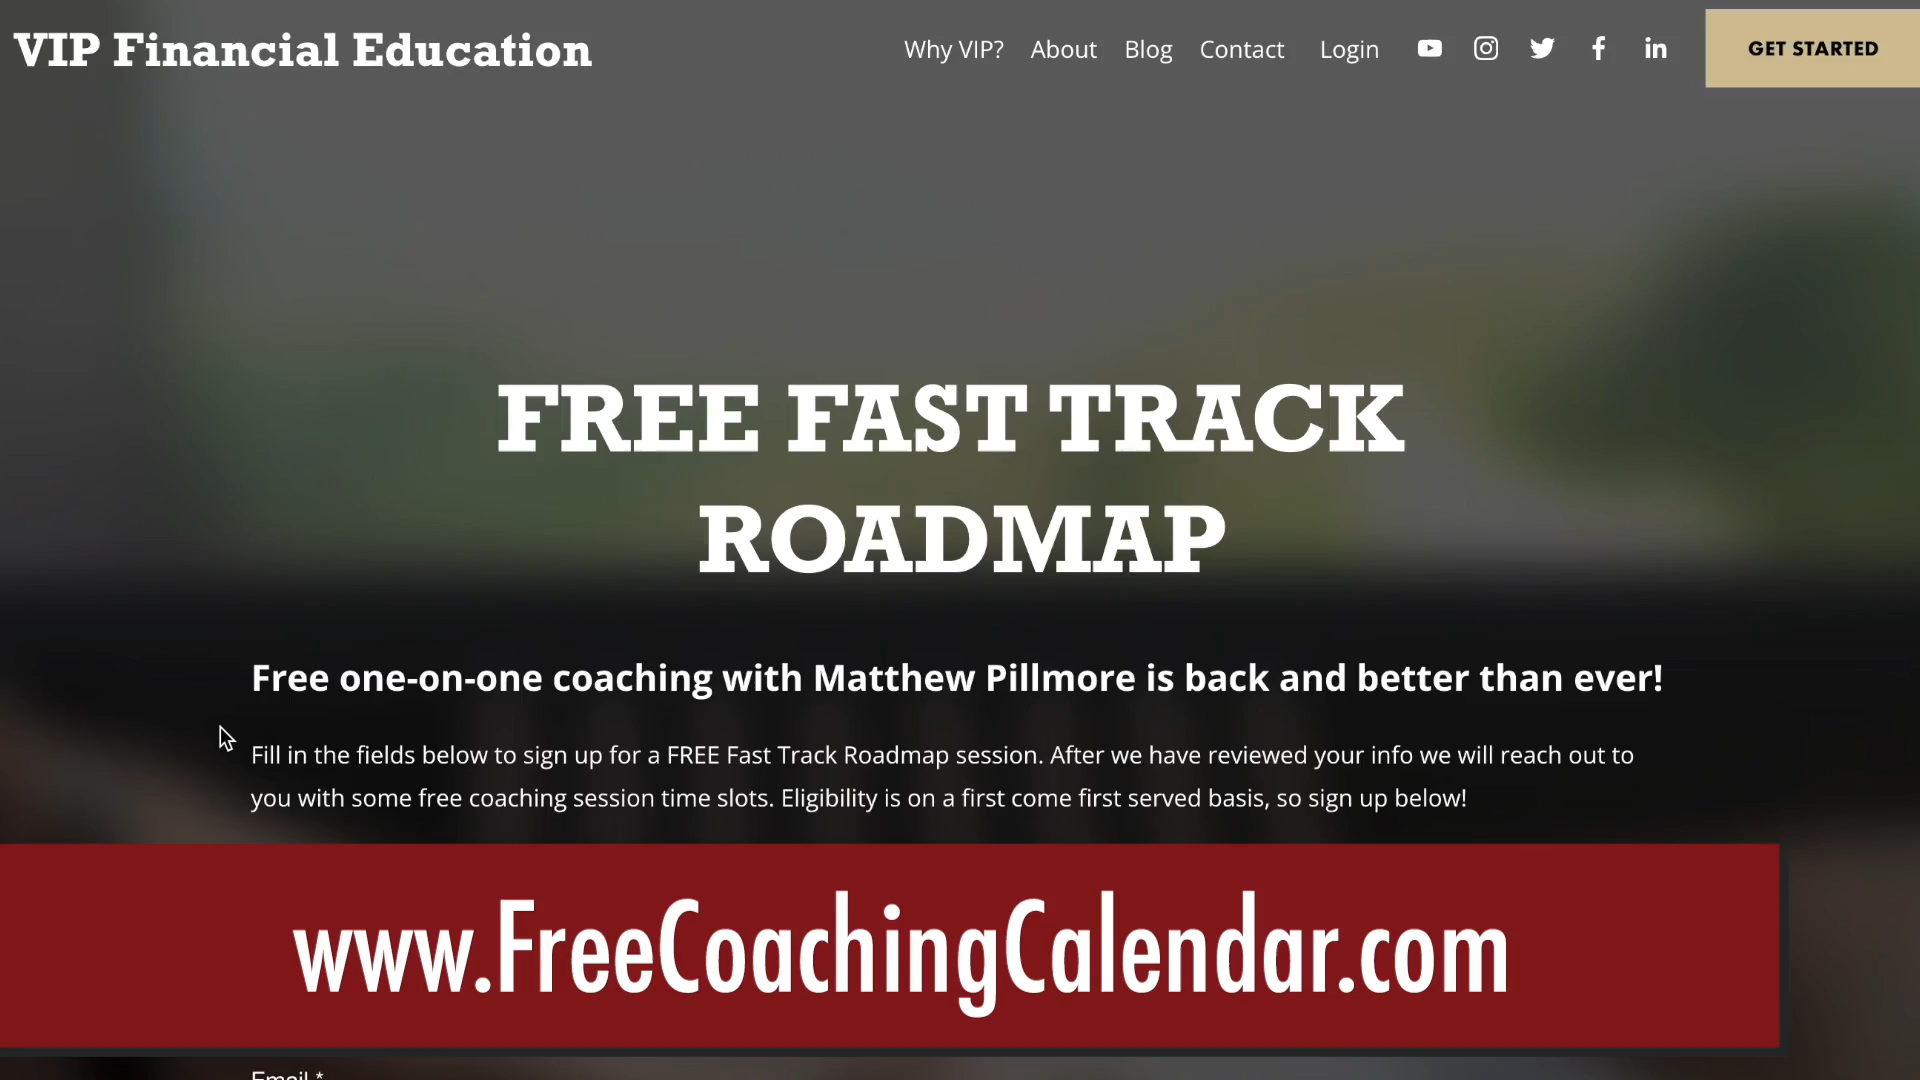 VIP Financial Education
Why VIP? About Blog Contact Login
GET STARTED
FREE FAST TRACK
ROADMAP
Free one-on-one coaching with Matthew Pillmore is back and better than ever!
Fill in the fields below to sign up for a FREE Fast Track Roadmap session. After we have reviewed your info we will reach out to
you with some free coaching session time slots. Eligibility is on a first come first served basis, so sign up below!
www.FreeCoachingCalendar.com
Email *